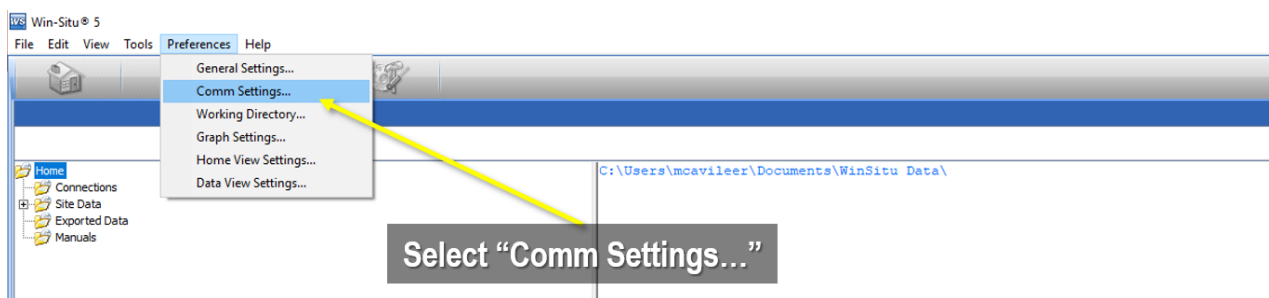 WS Win-Situ® 5
File Edit View Tools Preferences Help
General Settings...
Comm Settings...
Working Directory...
Graph Settings...
Home View Settings...
Data View Settings...
Home
Connections
Site Data
Exported Data
Manuals
C:\Users\mcavileer\Documents\WinSitu Data\
Select “Comm Settings…”